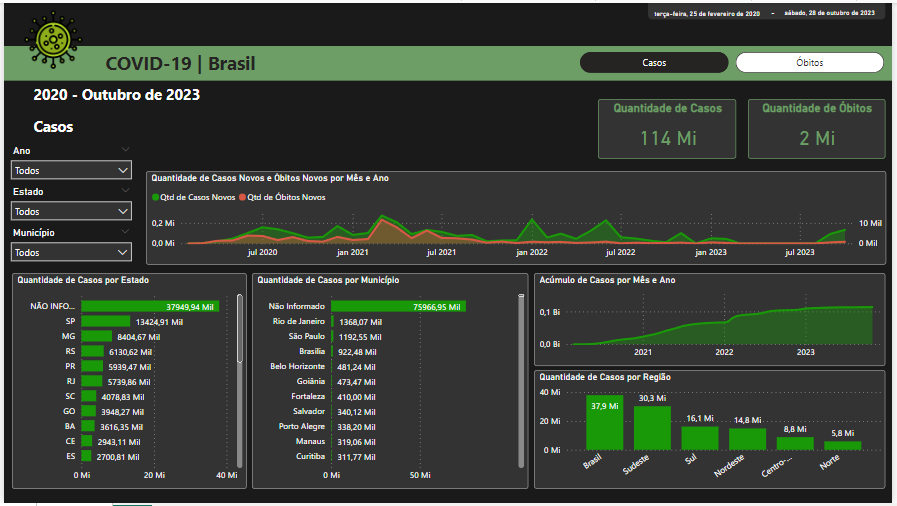 terça-feira, 25 de fevereiro de 2020 - sábado, 28 de outubro de 2023
COVID-19 | Brasil
Casos
Óbitos
2020 - Outubro de 2023
Casos
Quantidade de Casos
114 Mi
Quantidade de Óbitos
2 Mi
Ano
Todos
Estado
Todos
Município
Todos
Quantidade de Casos Novos e Óbitos Novos por Mês e Ano
Qtd de Casos Novos Qtd de Óbitos Novos
0,2 Mi
0,0 Mi
10 Mil
0 Mil
jul 2020 jan 2021 jul 2021 jan 2022 jul 2022 jan 2023 jul 2023
Quantidade de Casos por Estado
NÃO INFO... 37949,94 Mil
SP 13424,91 Mil
MG 8404,67 Mil
RS 6130,62 Mil
PR 5939,47 Mil
RJ 5739,86 Mil
SC 4078,83 Mil
GO 3948,27 Mil
BA 3616,35 Mil
CE 2943,11 Mil
ES 2700,81 Mil
0 Mi 20 Mi 40 Mi
Quantidade de Casos por Município
Não Informado 75966,95 Mil
Rio de Janeiro 1368,07 Mil
São Paulo 1192,55 Mil
Brasília 922,48 Mil
Belo Horizonte 481,24 Mil
Goiânia 473,47 Mil
Fortaleza 410,00 Mil
Salvador 340,12 Mil
Porto Alegre 338,20 Mil
Manaus 319,06 Mil
Curitiba 311,77 Mil
0 Mi 50 Mi
Acúmulo de Casos por Mês e Ano
0,1 Bi
0,0 Bi
2021 2022 2023
Quantidade de Casos por Região
40 Mi
20 Mi
0 Mi
37,9 Mi 30,3 Mi 16,1 Mi 14,8 Mi 8,8 Mi 5,8 Mi
Brasil Sudeste Sul Nordeste Centro-... Norte